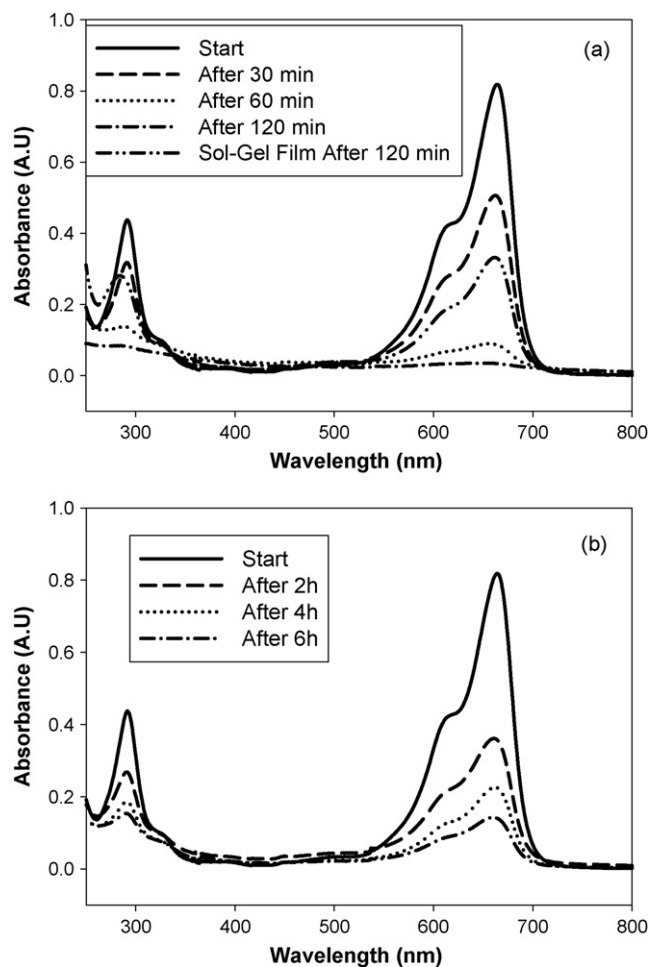 1.0
0.8
0.6
0.4
0.2
0.0
Absorbance (A.U)
Start
After 30 min
After 60 min
After 120 min
Sol-Gel Film After 120 min
(a)
300 400 500 600 700 800
Wavelength (nm)
1.0
0.8
0.6
0.4
0.2
0.0
Absorbance (A.U)
Start
After 2h
After 4h
After 6h
(b)
300 400 500 600 700 800
Wavelength (nm)